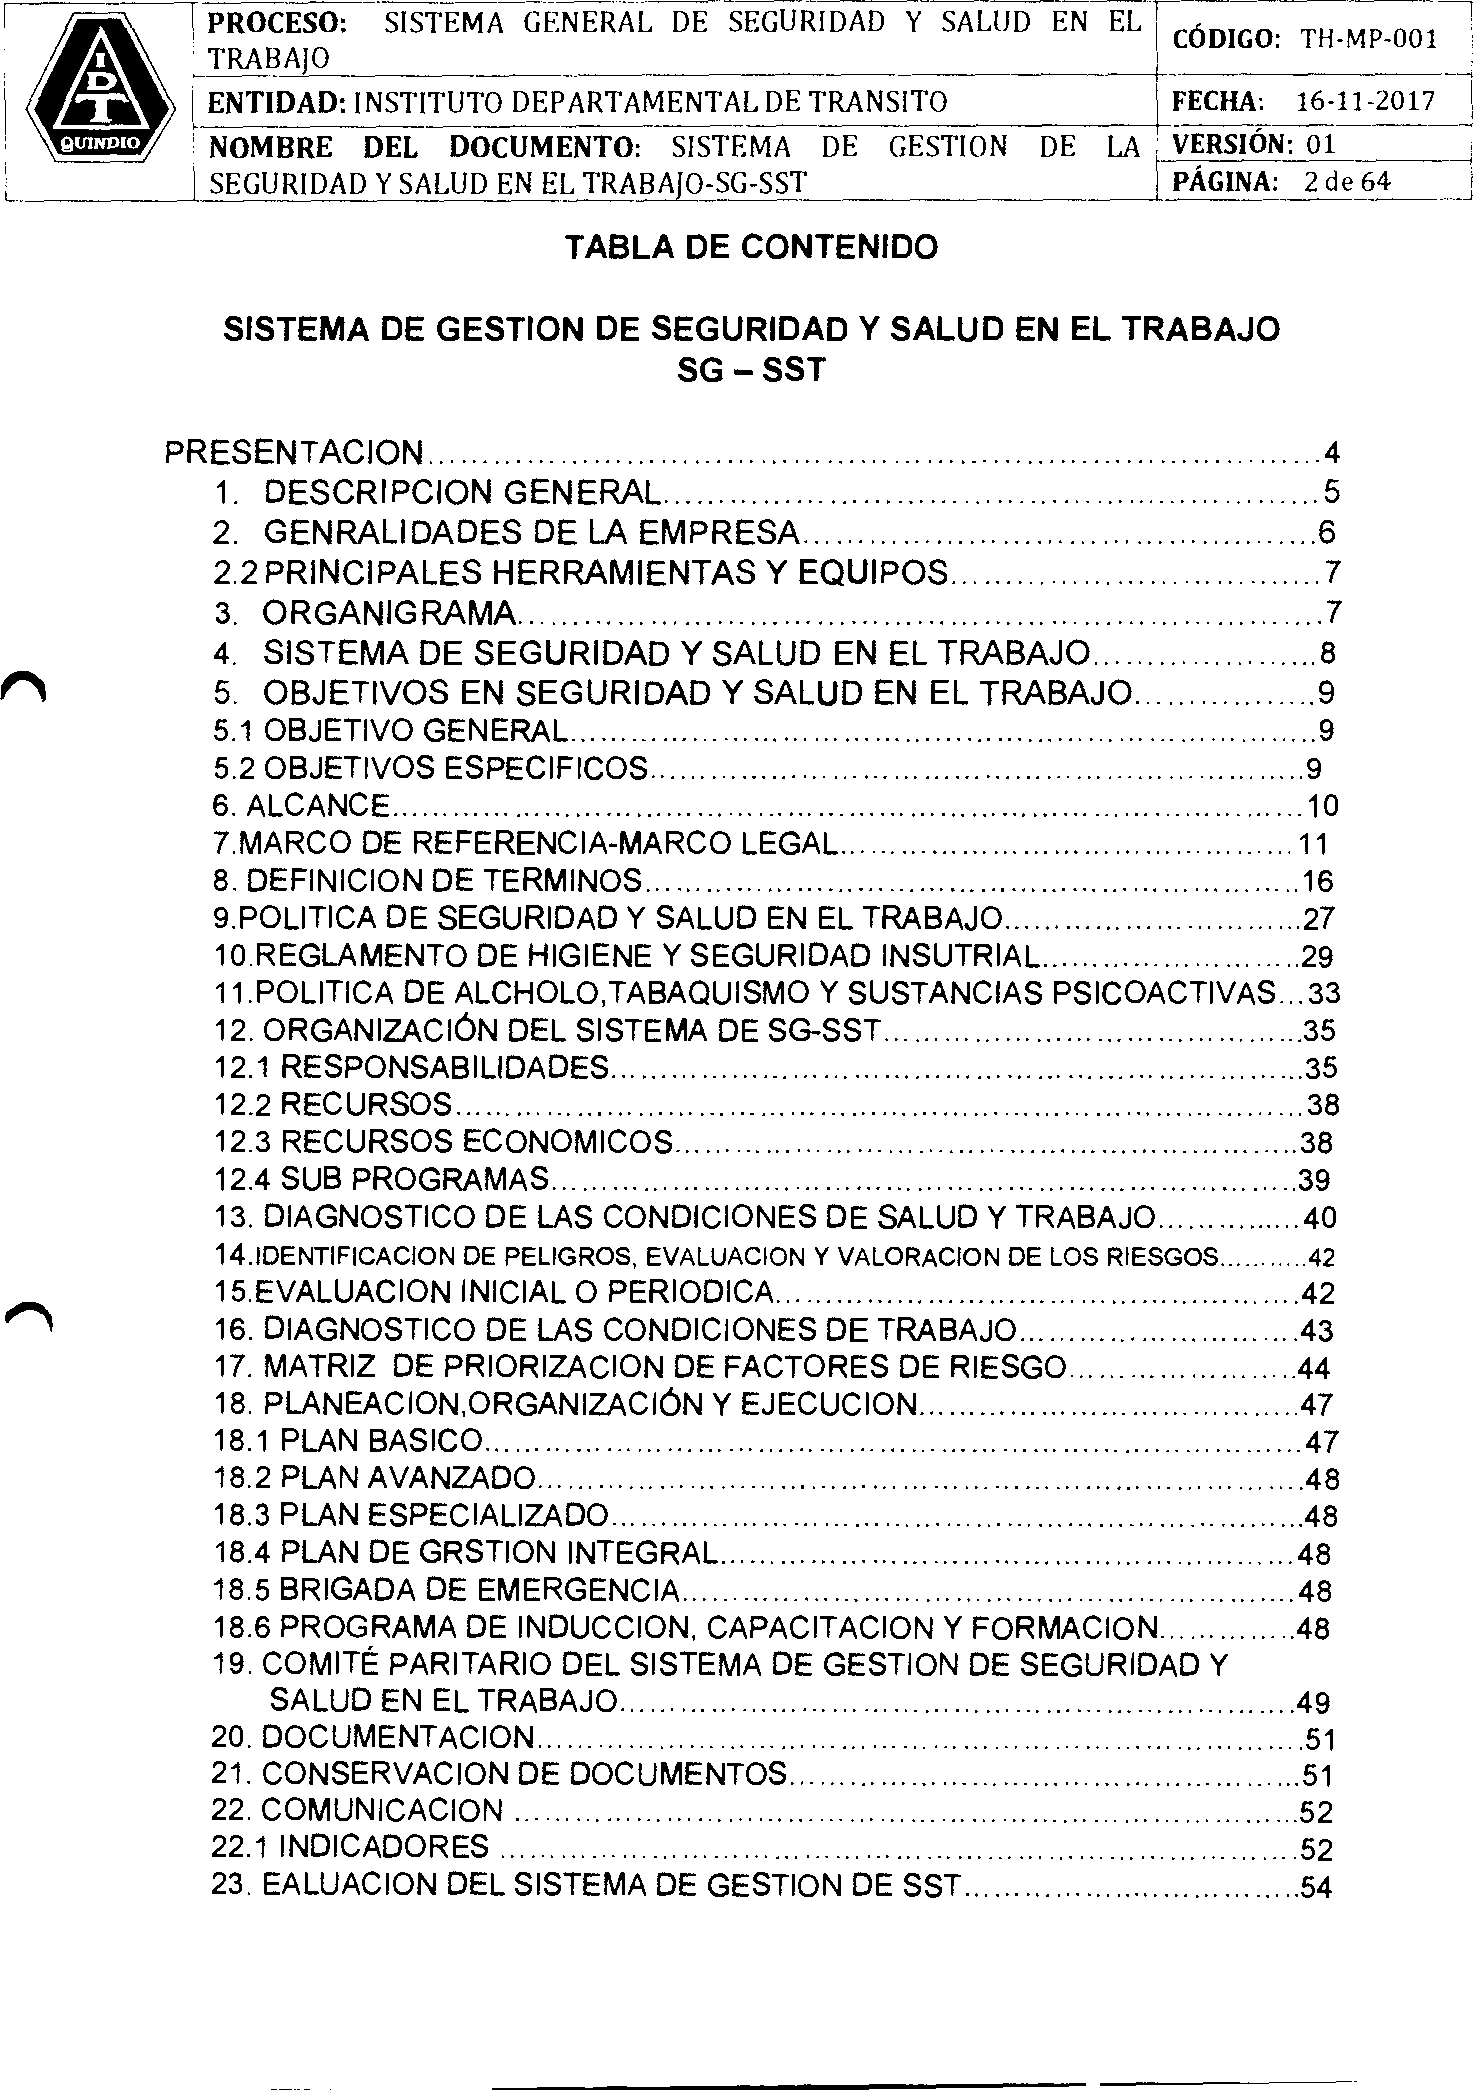 IDT
QUINDIO
PROCESO: SISTEMA GENERAL DE SEGURIDAD Y SALUD EN EL
TRABAJO
CÓDIGO: TH-MP-001
ENTIDAD: INSTITUTO DEPARTAMENTAL DE TRANSITO
FECHA: 16-11-2017
NOMBRE DEL DOCUMENTO: SISTEMA DE GESTION DE LA
SEGURIDAD Y SALUD EN EL TRABAJO-SG-SST
VERSIÓN: 01
PÁGINA: 2 de 64
TABLA DE CONTENIDO
SISTEMA DE GESTION DE SEGURIDAD Y SALUD EN EL TRABAJO
SG – SST
PRESENTACION..........4
1. DESCRIPCION GENERAL..........5
2. GENRALIDADES DE LA EMPRESA..........6
2.2 PRINCIPALES HERRAMIENTAS Y EQUIPOS..........7
3. ORGANIGRAMA..........7
4. SISTEMA DE SEGURIDAD Y SALUD EN EL TRABAJO..........8
5. OBJETIVOS EN SEGURIDAD Y SALUD EN EL TRABAJO..........9
5.1 OBJETIVO GENERAL..........9
5.2 OBJETIVOS ESPECIFICOS..........9
6. ALCANCE..........10
7.MARCO DE REFERENCIA-MARCO LEGAL..........11
8. DEFINICION DE TERMINOS..........16
9.POLITICA DE SEGURIDAD Y SALUD EN EL TRABAJO..........27
10.REGLAMENTO DE HIGIENE Y SEGURIDAD INSUTRIAL..........29
11.POLITICA DE ALCHOLO,TABAQUISMO Y SUSTANCIAS PSICOACTIVAS...33
12. ORGANIZACIÓN DEL SISTEMA DE SG-SST..........35
12.1 RESPONSABILIDADES..........35
12.2 RECURSOS..........38
12.3 RECURSOS ECONOMICOS..........38
12.4 SUB PROGRAMAS..........39
13. DIAGNOSTICO DE LAS CONDICIONES DE SALUD Y TRABAJO..........40
14.IDENTIFICACION DE PELIGROS, EVALUACION Y VALORACION DE LOS RIESGOS..........42
15.EVALUACION INICIAL O PERIODICA..........42
16. DIAGNOSTICO DE LAS CONDICIONES DE TRABAJO..........43
17. MATRIZ DE PRIORIZACION DE FACTORES DE RIESGO..........44
18. PLANEACION,ORGANIZACIÓN Y EJECUCION..........47
18.1 PLAN BASICO..........47
18.2 PLAN AVANZADO..........48
18.3 PLAN ESPECIALIZADO..........48
18.4 PLAN DE GRSTION INTEGRAL..........48
18.5 BRIGADA DE EMERGENCIA..........48
18.6 PROGRAMA DE INDUCCION, CAPACITACION Y FORMACION..........48
19. COMITÉ PARITARIO DEL SISTEMA DE GESTION DE SEGURIDAD Y
SALUD EN EL TRABAJO..........49
20. DOCUMENTACION..........51
21. CONSERVACION DE DOCUMENTOS..........51
22. COMUNICACION ..........52
22.1 INDICADORES ..........52
23. EALUACION DEL SISTEMA DE GESTION DE SST..........54